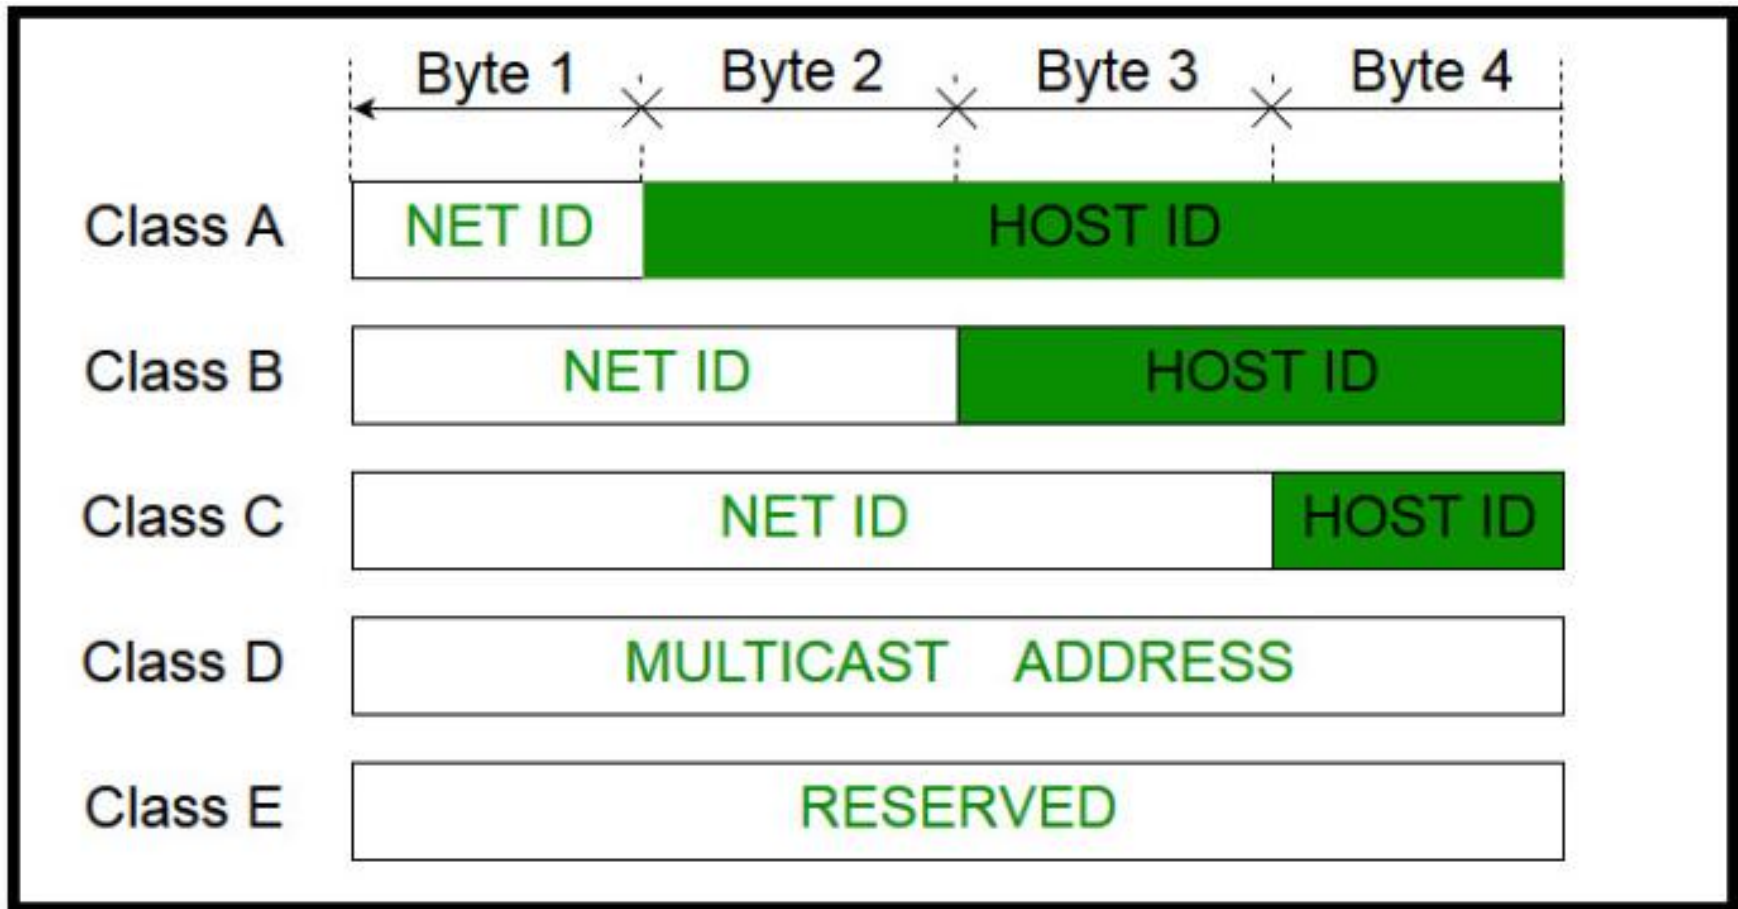 Byte 1 Byte 2 Byte 3 Byte 4
Class A NET ID HOST ID
Class B NET ID HOST ID
Class C NET ID HOST ID
Class D MULTICAST ADDRESS
Class E RESERVED